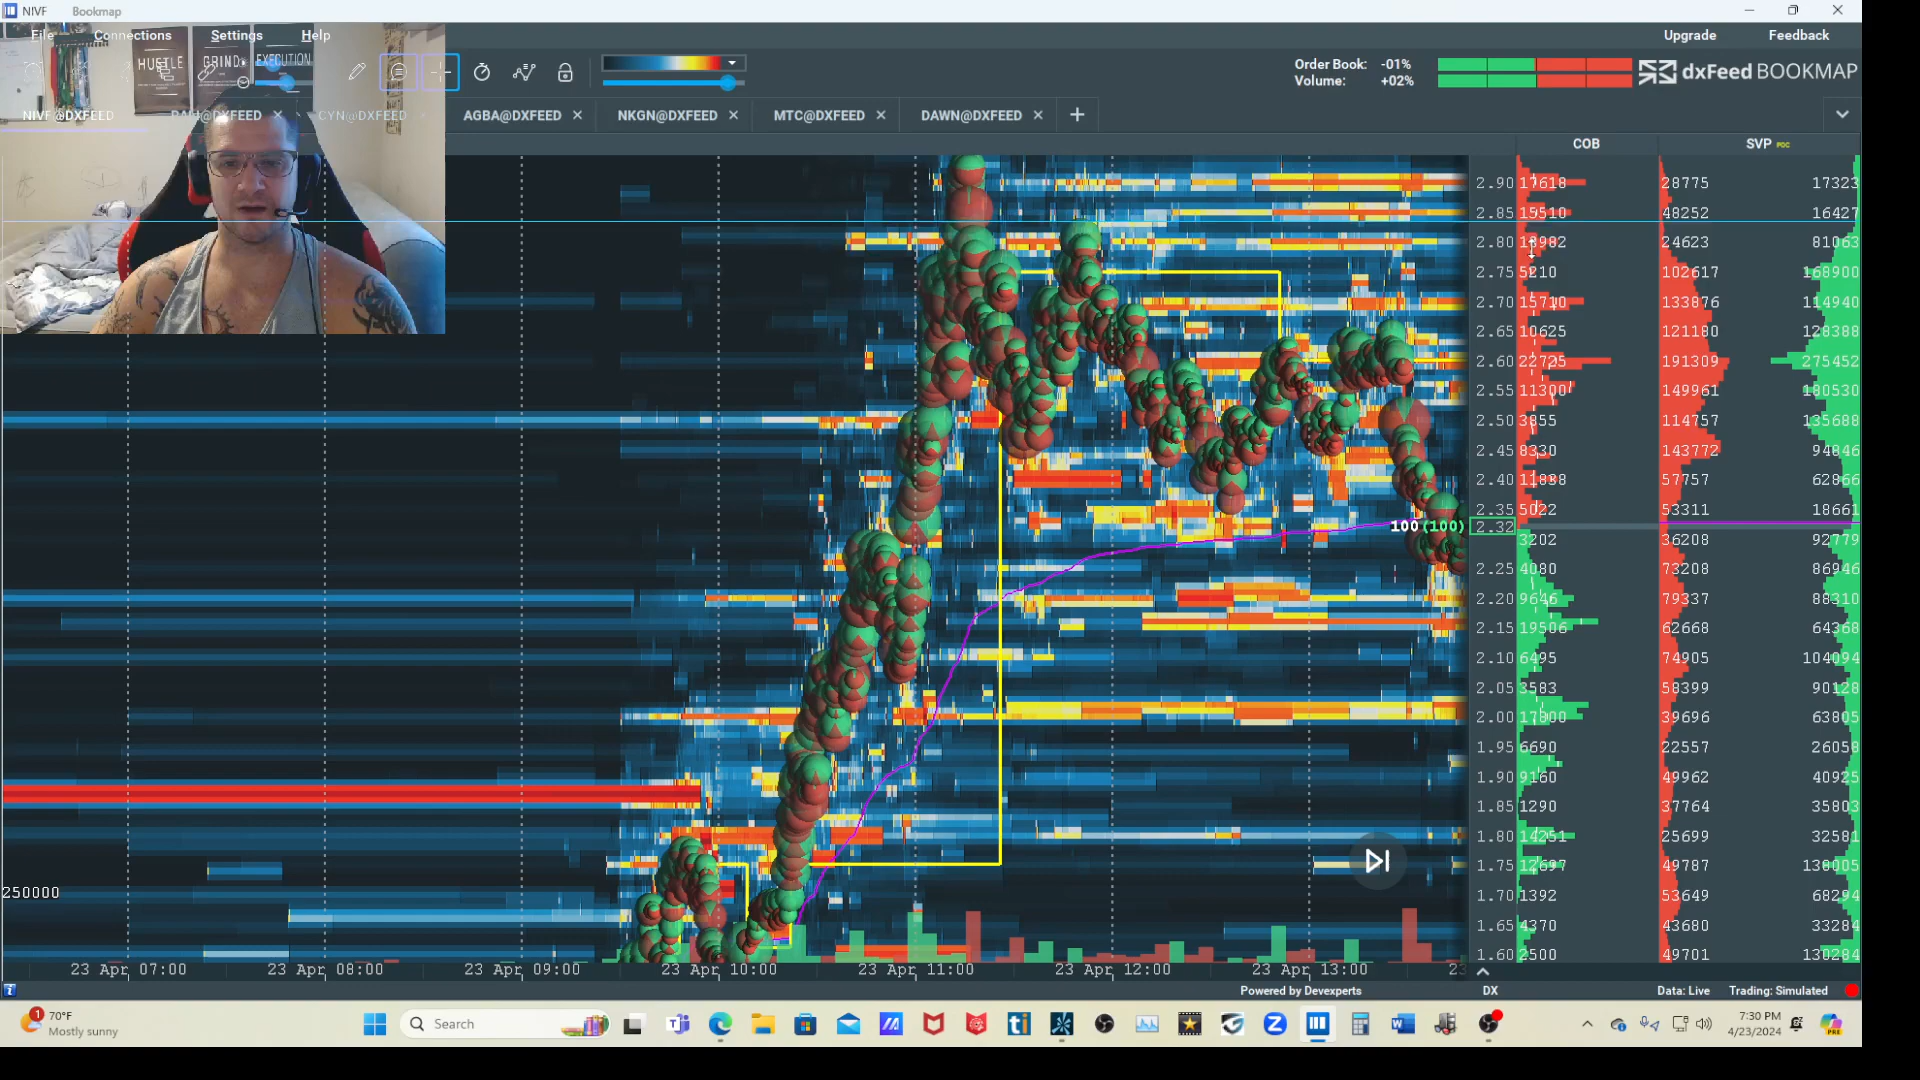 NIVF Bookmap
File Connections Settings Help Upgrade Feedback
HUSTLE GRIND EXECUTION
Order Book: -01%
Volume: +02%
dxFeed BOOKMAP
NIVF@DXFEED @DXFEED CYN@DXFEED AGBA@DXFEED NKGN@DXFEED MTC@DXFEED DAWN@DXFEED
COB SVP
2.90 17618 28775 17323
2.85 19510 48252 16427
2.80 18982 24623 81063
2.75 5210 102617 168900
2.70 15710 133876 114940
2.65 10625 121180 128388
2.60 22725 191309 275452
2.55 11300 149961 180530
2.50 3855 114757 135688
2.45 8330 143772 94846
2.40 11888 57757 62866
2.35 5022 53311 18661
100 (100) 2.32
3202 36208 92779
2.25 4080 73208 86946
2.20 9646 79337 88310
2.15 19506 62668 64368
2.10 6495 74905 104094
2.05 3583 58399 90128
2.00 17800 39696 63805
1.95 6690 22557 26058
1.90 9160 49962 40925
1.85 1290 37764 35803
1.80 14251 25699 32581
1.75 12697 49787 138005
250000
1.70 1392 53649 68294
1.65 4370 43680 33284
1.60 2500 49701 130284
23 Apr 07:00 23 Apr 08:00 23 Apr 09:00 23 Apr 10:00 23 Apr 11:00 23 Apr 12:00 23 Apr 13:00 23
Powered by Devexperts DX Data: Live Trading: Simulated
1 70°F
Mostly sunny
Search
7:30 PM
4/23/2024